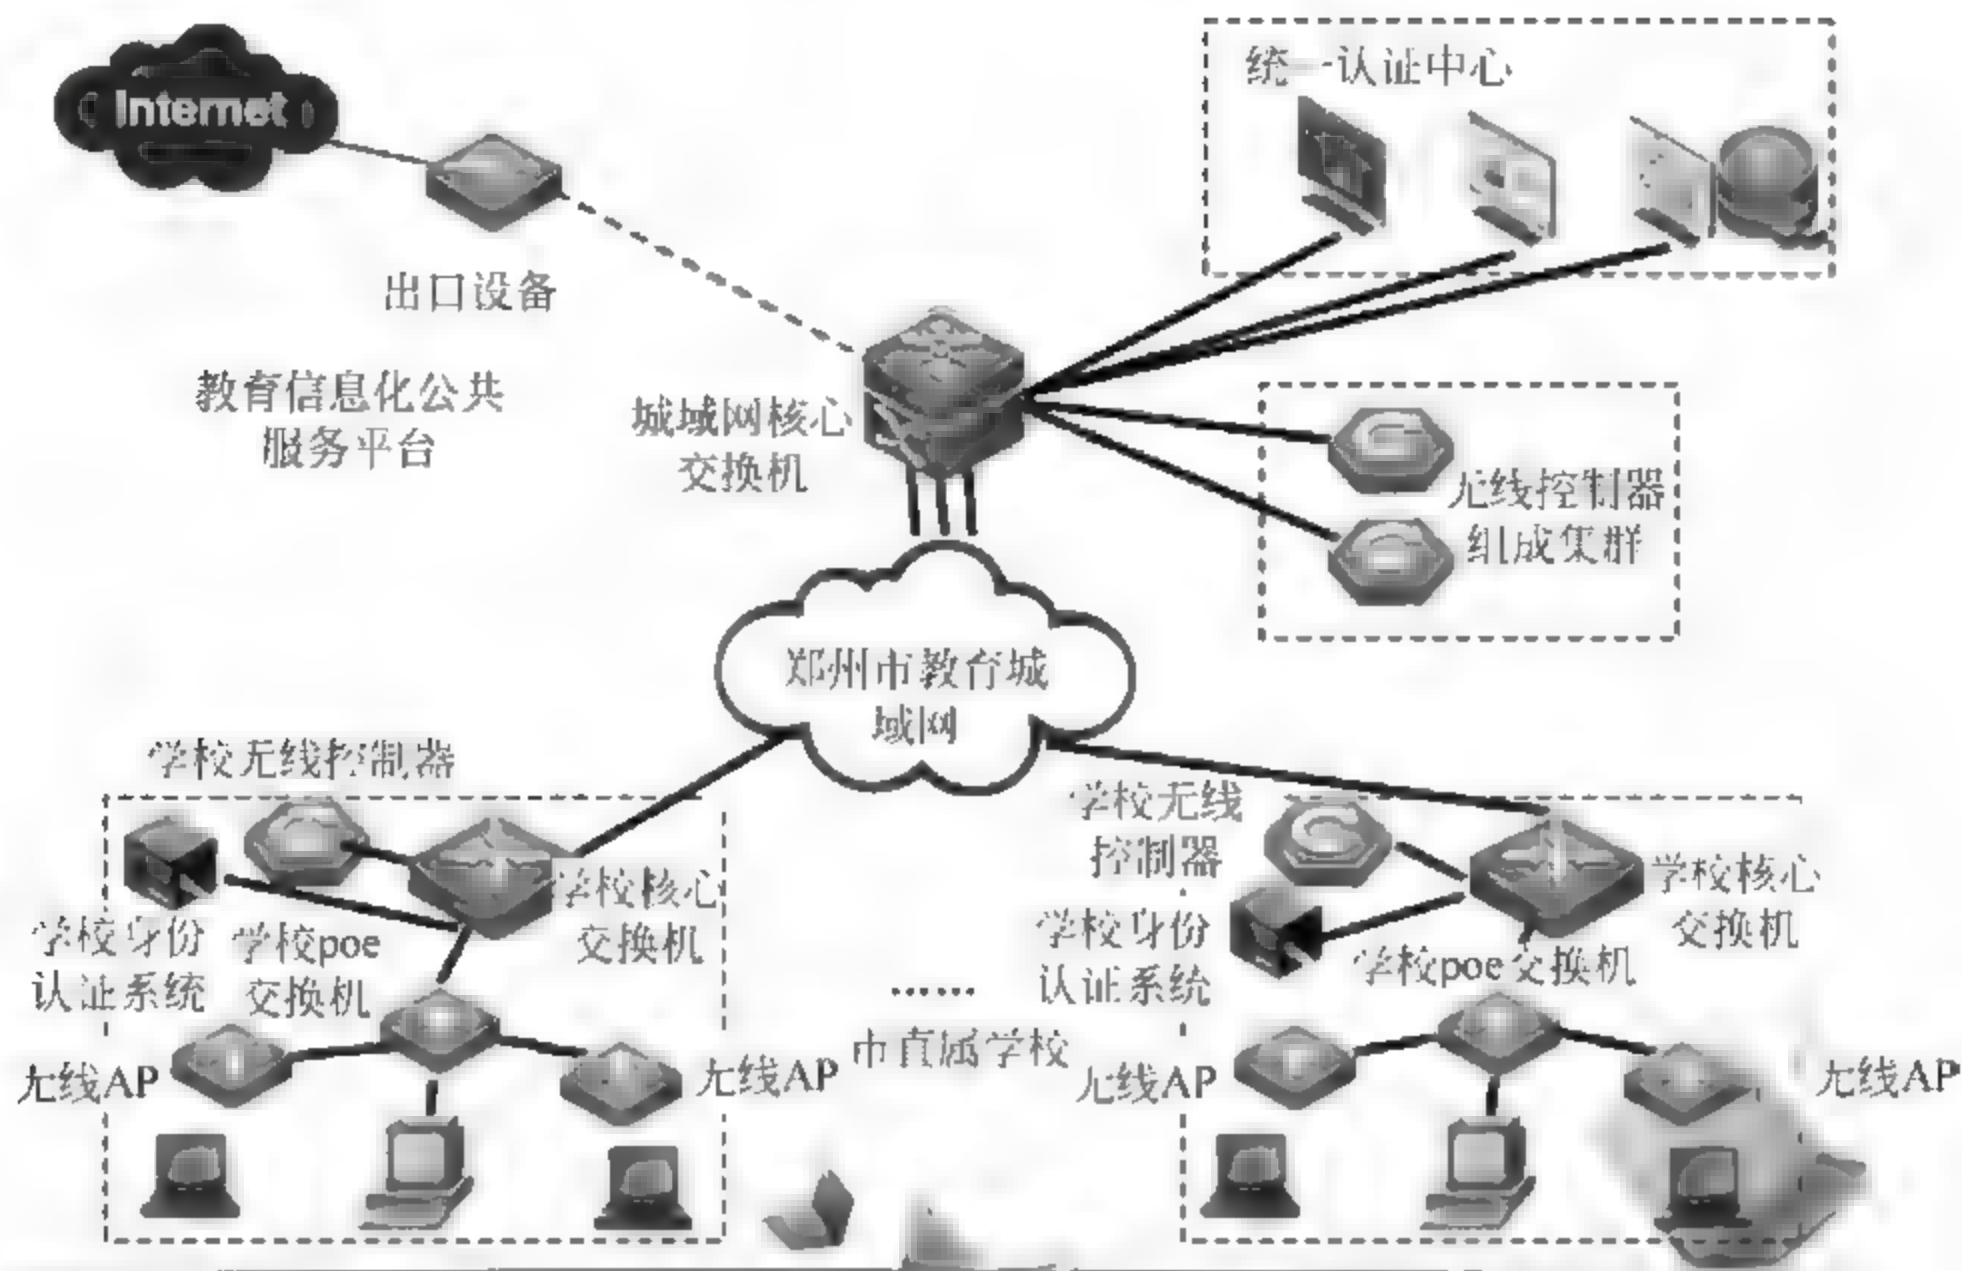 Internet
统一认证中心
出口设备
教育信息化公共
服务平台
城域网核心
交换机
无线控制器
组成集群
郑州市教育城
域网
学校无线控制器
学校核心
交换机
学校身份
认证系统
学校poe
交换机
无线AP
无线AP
……
市直属学校
学校无线
控制器
学校核心
交换机
学校身份
认证系统
学校poe交换机
无线AP
无线AP